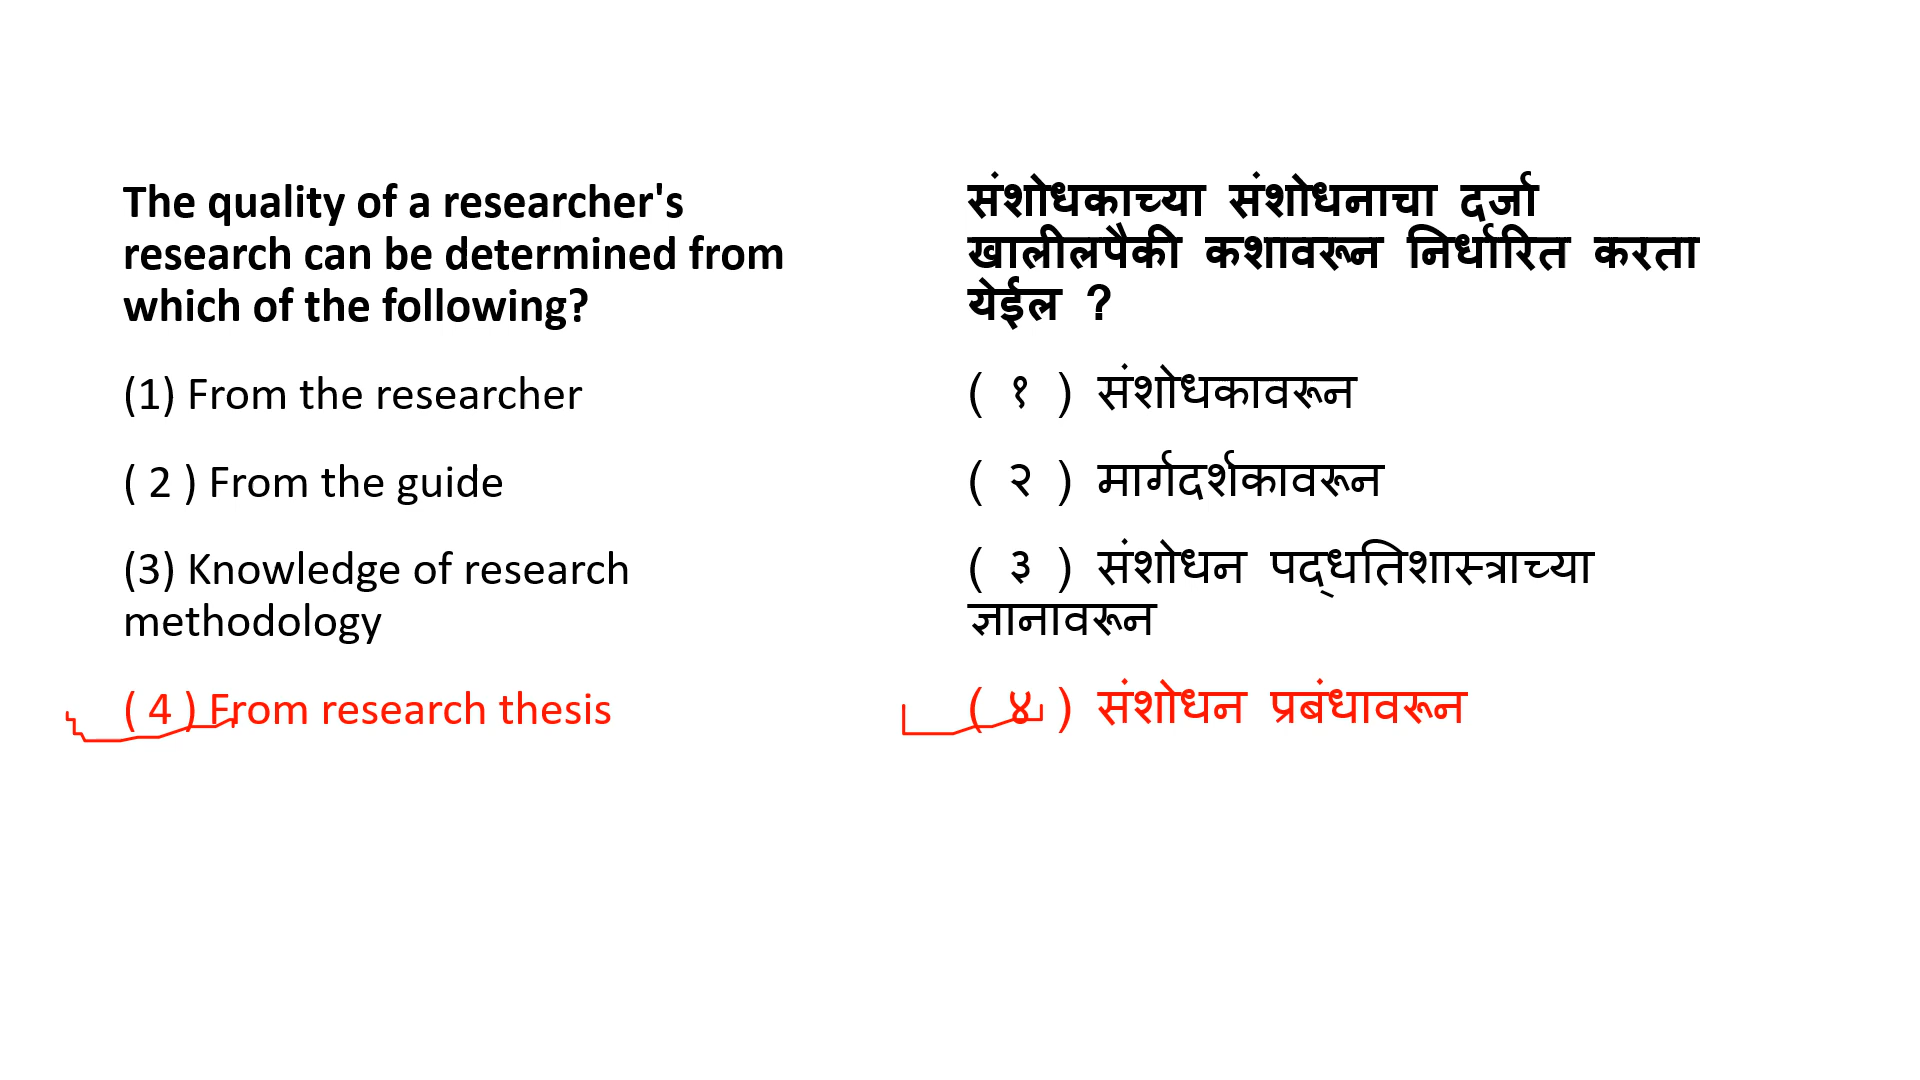 The quality of a researcher's
research can be determined from
which of the following?
(1) From the researcher
( 2 ) From the guide
(3) Knowledge of research
methodology
( 4 ) From research thesis
संशोधकाच्या संशोधनाचा दर्जा
खालीलपैकी कशावरून निर्धारित करता
येईल ?
( १ ) संशोधकावरून
( २ ) मार्गदर्शकावरून
( ३ ) संशोधन पद्‌धतिशास्त्राच्या
ज्ञानावरून
( ४ ) संशोधन प्रबंधावरून